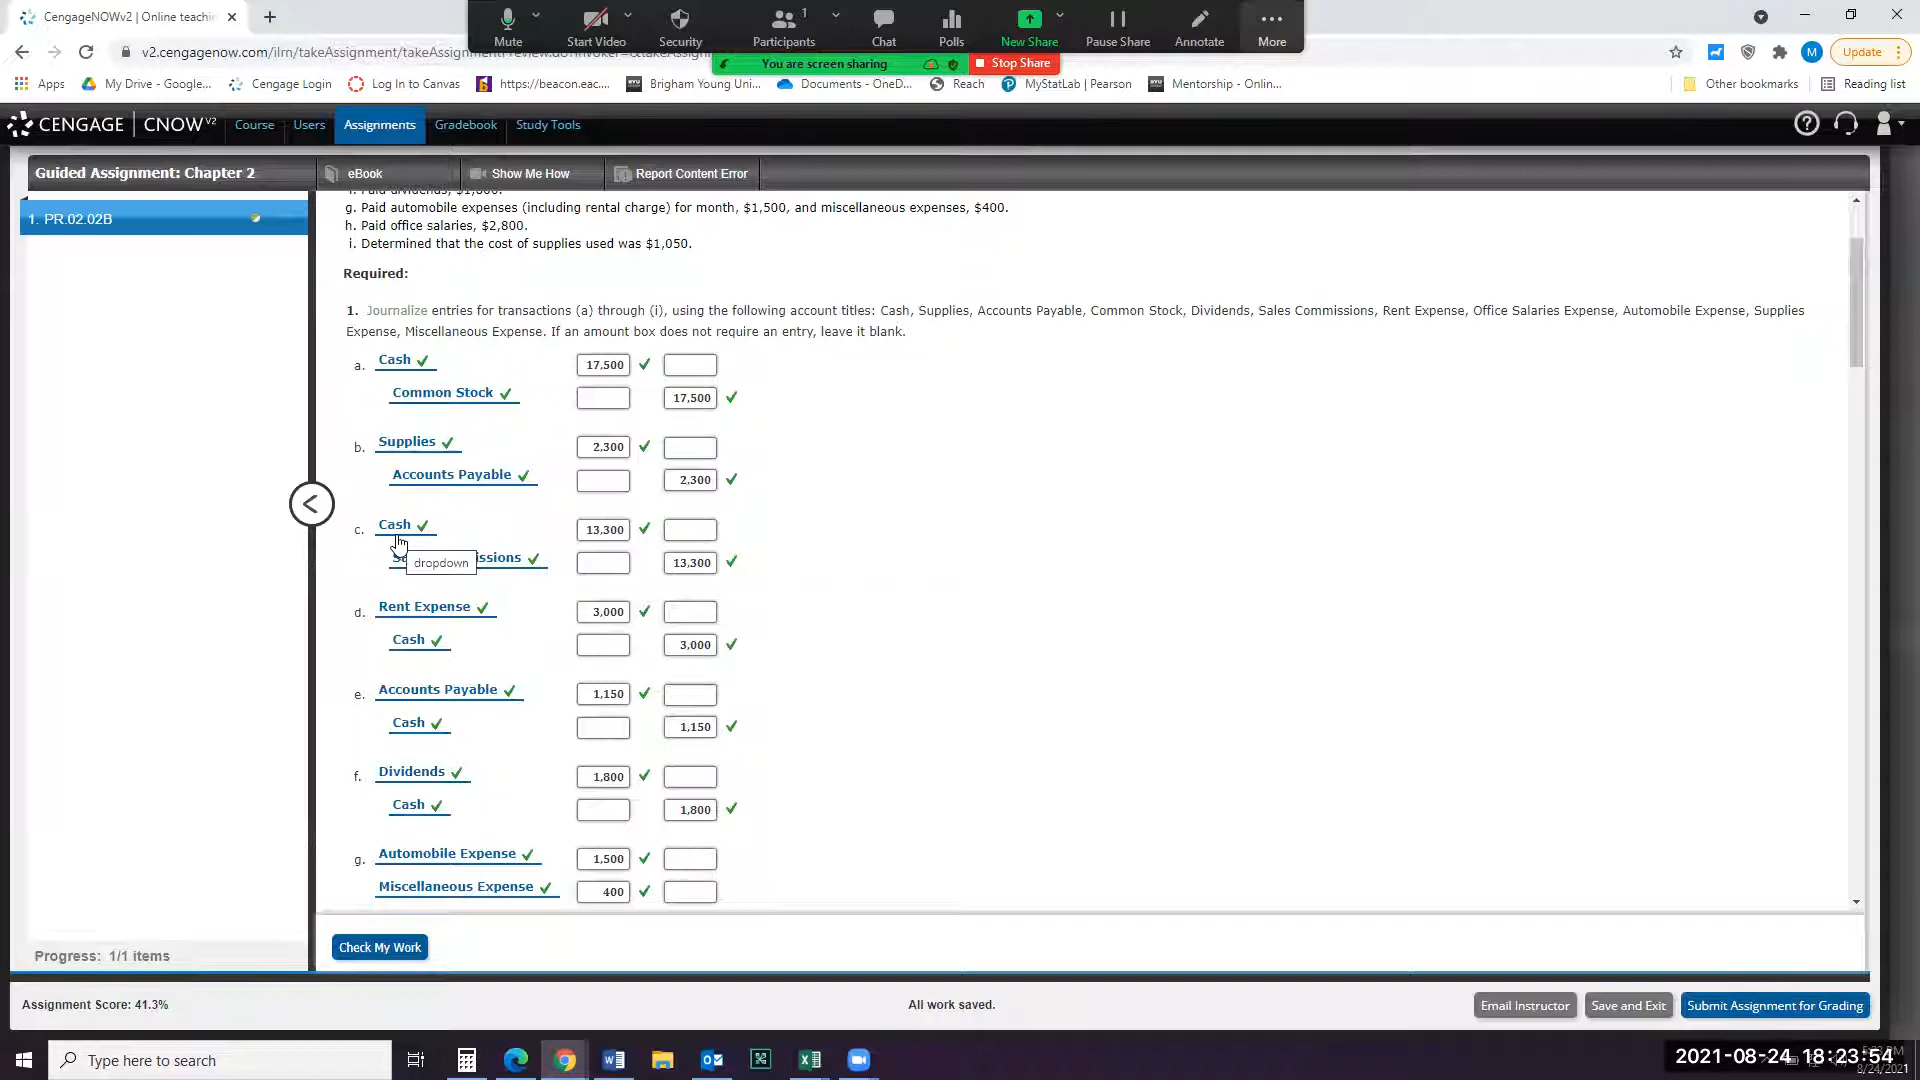 CengageNOWv2 | Online teachin
Mute
Start Video
Security
1
Participants
Chat
Polls
New Share
Pause Share
Annotate
More
v2.cengagenow.com/ilrn/takeAssignment/takeAssignm
You are screen sharing
Stop Share
M
Update
Apps
My Drive - Google...
Cengage Login
Log In to Canvas
https://beacon.eac....
Brigham Young Uni...
Documents - OneD...
Reach
MyStatLab | Pearson
Mentorship - Onlin...
Other bookmarks
Reading list
CENGAGE | CNOWv2
Course
Users
Assignments
Gradebook
Study Tools
Guided Assignment: Chapter 2
eBook
Show Me How
Report Content Error
1. PR.02.02B
g. Paid automobile expenses (including rental charge) for month, $1,500, and miscellaneous expenses, $400.
h. Paid office salaries, $2,800.
i. Determined that the cost of supplies used was $1,050.
Required:
1. Journalize entries for transactions (a) through (i), using the following account titles: Cash, Supplies, Accounts Payable, Common Stock, Dividends, Sales Commissions, Rent Expense, Office Salaries Expense, Automobile Expense, Supplies
Expense, Miscellaneous Expense. If an amount box does not require an entry, leave it blank.
a. Cash 17,500
Common Stock 17,500
b. Supplies 2,300
Accounts Payable 2,300
c. Cash 13,300
issions 13,300
dropdown
d. Rent Expense 3,000
Cash 3,000
e. Accounts Payable 1,150
Cash 1,150
f. Dividends 1,800
Cash 1,800
g. Automobile Expense 1,500
Miscellaneous Expense 400
Check My Work
Progress: 1/1 items
Assignment Score: 41.3%
All work saved.
Email Instructor
Save and Exit
Submit Assignment for Grading
Type here to search
2021-08-24 18:23:54
8/24/2021